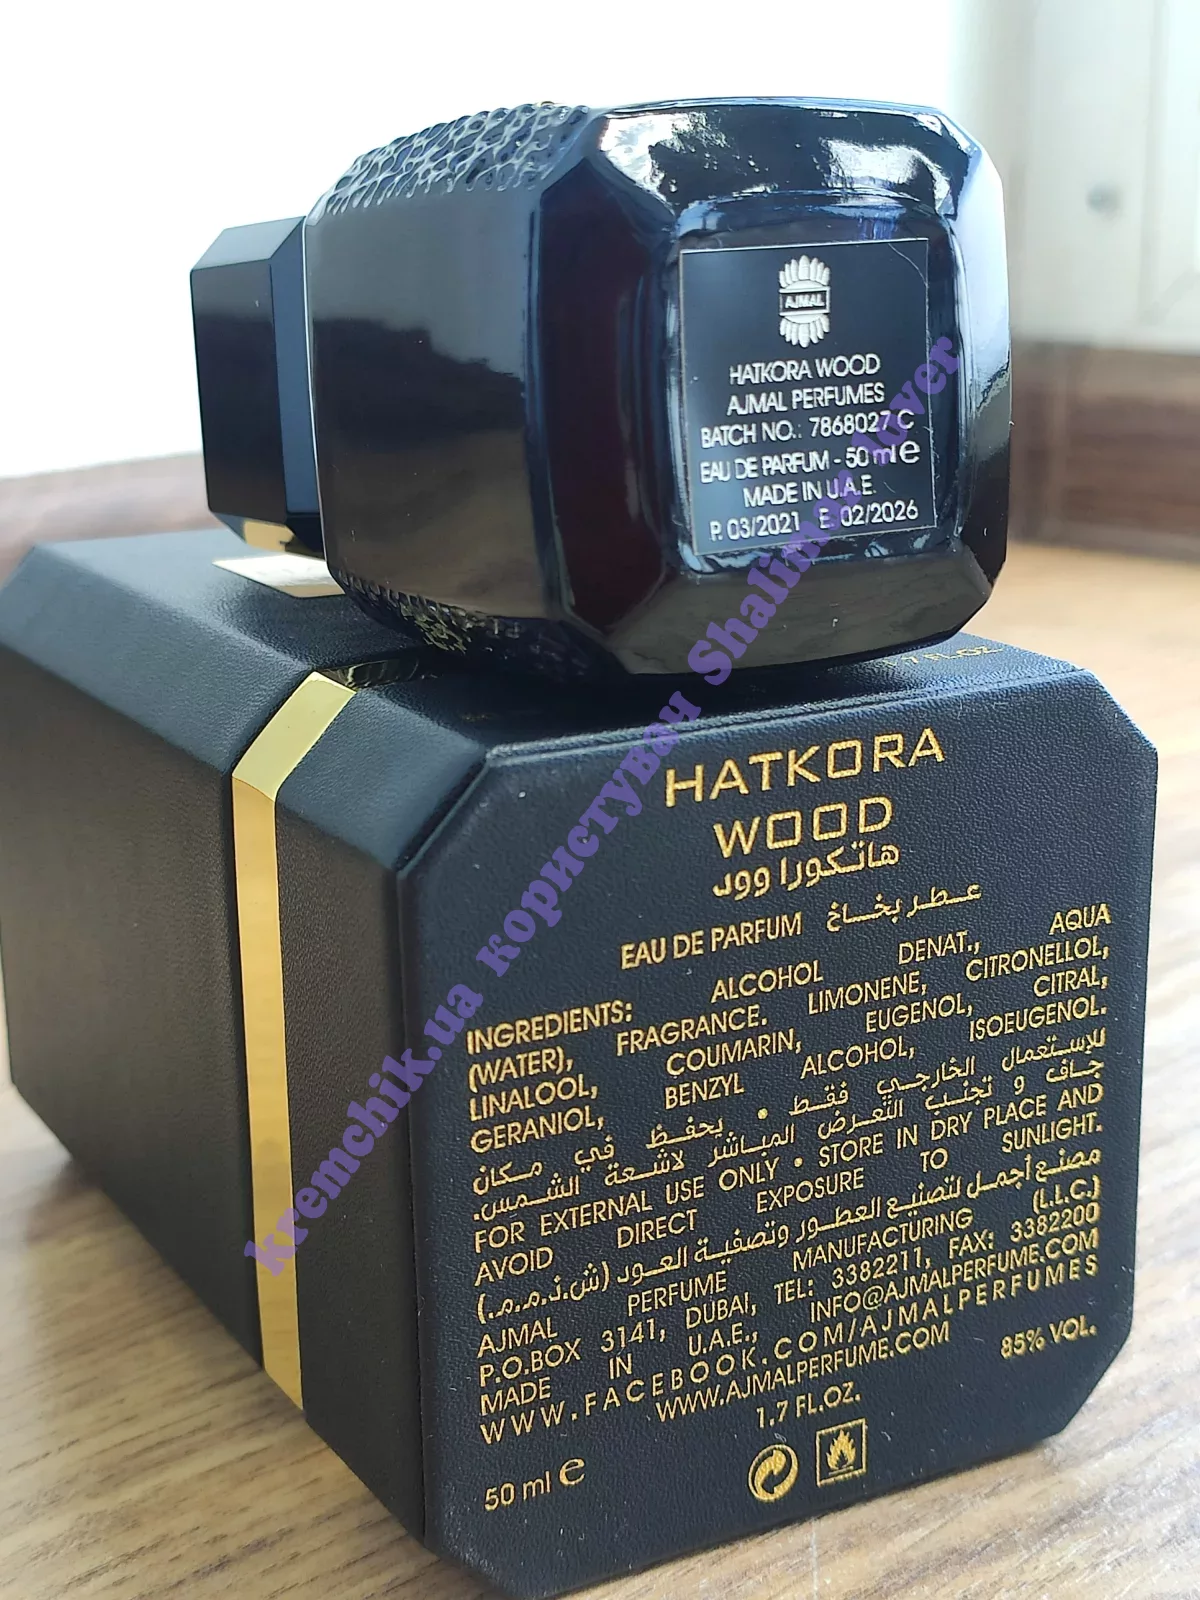 AJMAL
HATKORA WOOD
AJMAL PERFUMES
BATCH NO.: 7868027 C
EAU DE PARFUM - 50 ml e
MADE IN U.A.E.
P. 03/2021 E 02/2026
7 FL.OZ
HATKORA
WOOD
هاتكورا وود
EAU DE PARFUM عطر بخاخ
INGREDIENTS: ALCOHOL DENAT., AQUA
(WATER), FRAGRANCE. LIMONENE, CITRONELLOL,
LINALOOL, COUMARIN, EUGENOL, CITRAL,
GERANIOL, BENZYL ALCOHOL, ISOEUGENOL.
للإستعمال الخارجي فقط • يحفظ في مكان
جاف و تجنب التعرض المباشر لاشعة الشمس.
FOR EXTERNAL USE ONLY • STORE IN DRY PLACE AND
AVOID DIRECT EXPOSURE TO SUNLIGHT.
مصنع أجمل لتصنيع العطور وتصفية العود (ش.ذ.م.م.)
AJMAL PERFUME MANUFACTURING (L.L.C.)
P.O.BOX 3141, DUBAI, TEL: 3382211, FAX: 3382200
MADE IN U.A.E., INFO@AJMALPERFUME.COM
WWW.FACEBOOK.COM/AJMALPERFUMES
WWW.AJMALPERFUME.COM
50 ml e 1.7 FL.OZ. 85% VOL.
kremchik.ua користувач Shalimar lover